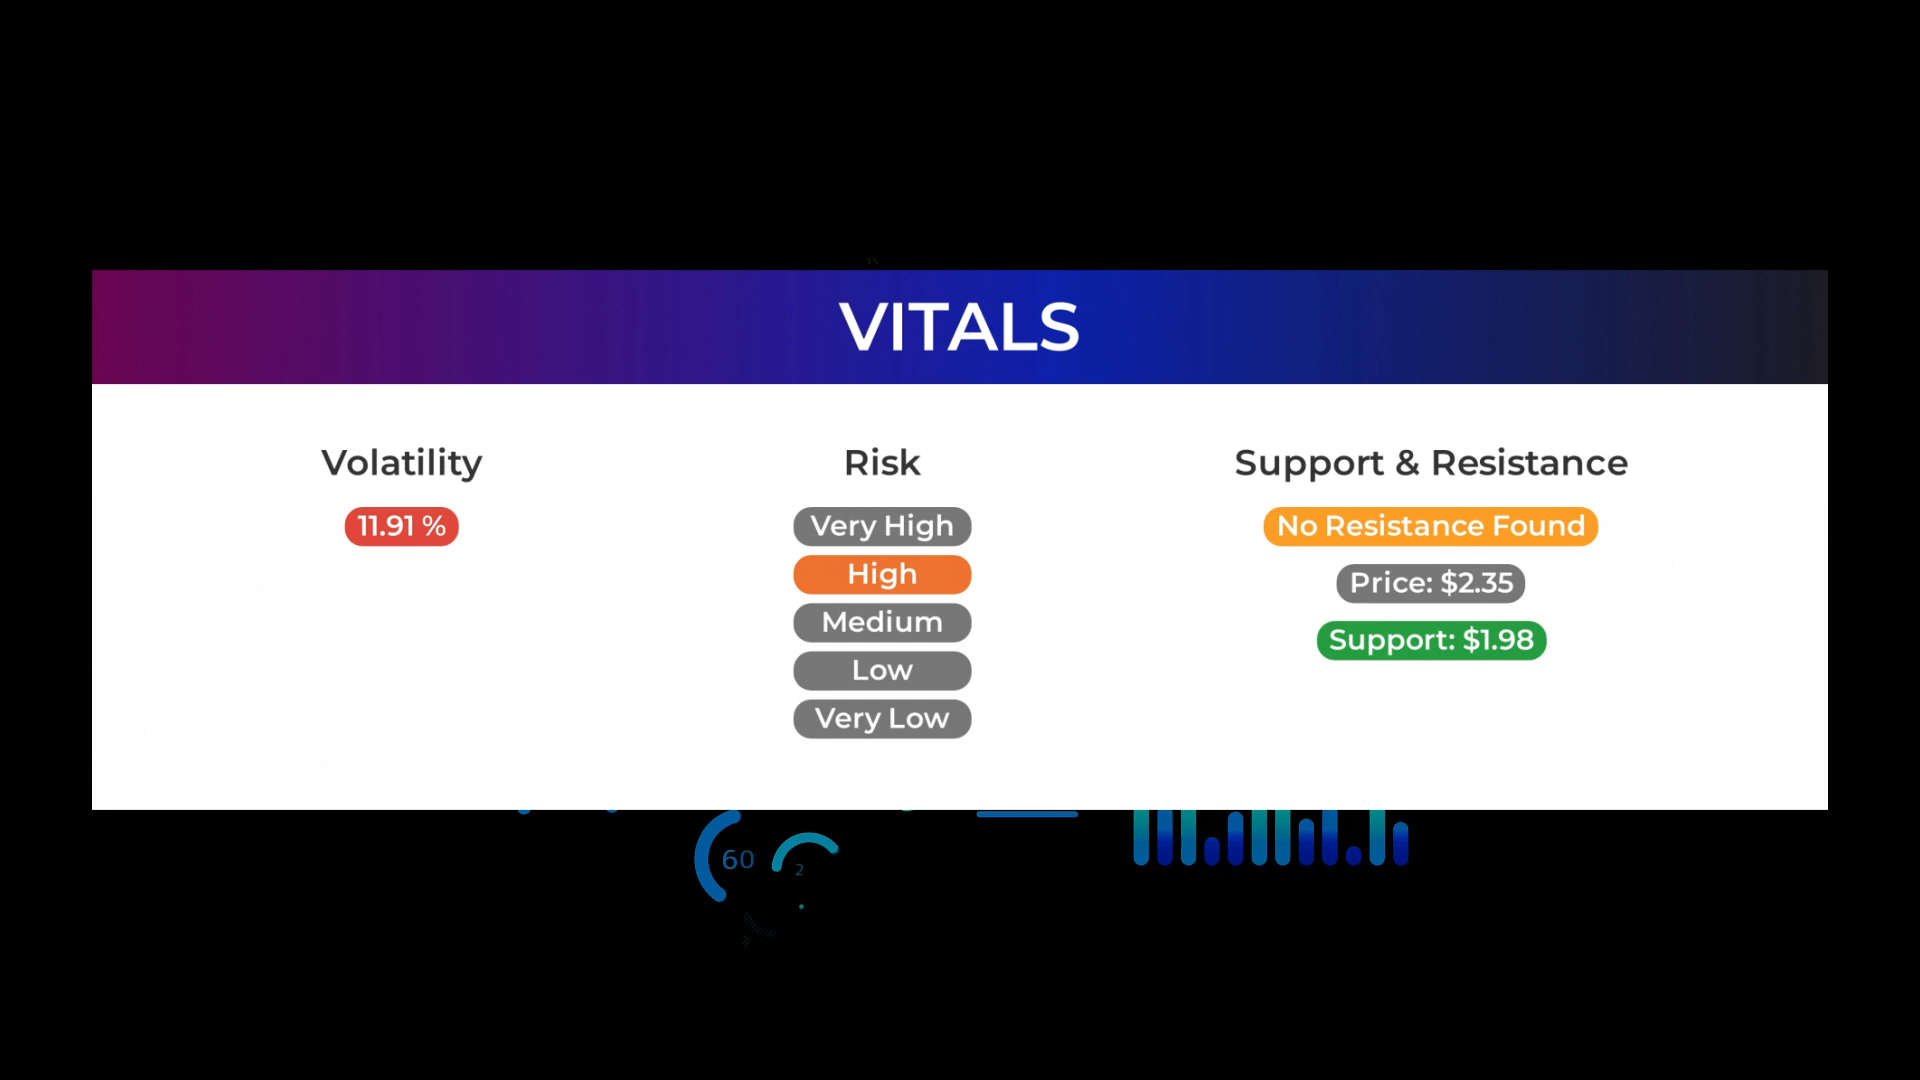 VITALS
Volatility
11.91 %
Risk
Very High
High
Medium
Low
Very Low
Support & Resistance
No Resistance Found
Price: $2.35
Support: $1.98
60
2